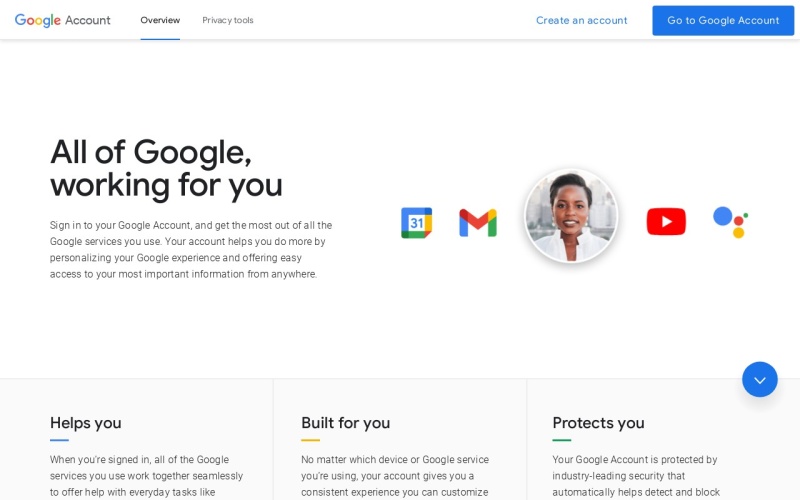 Google Account
Overview
Privacy tools
Create an account
Go to Google Account
All of Google,
working for you
Sign in to your Google Account, and get the most out of all the
Google services you use. Your account helps you do more by
personalizing your Google experience and offering easy
access to your most important information from anywhere.
31
Helps you
When you're signed in, all of the Google
services you use work together seamlessly
to offer help with everyday tasks like
Built for you
No matter which device or Google service
you're using, your account gives you a
consistent experience you can customize
Protects you
Your Google Account is protected by
industry-leading security that
automatically helps detect and block